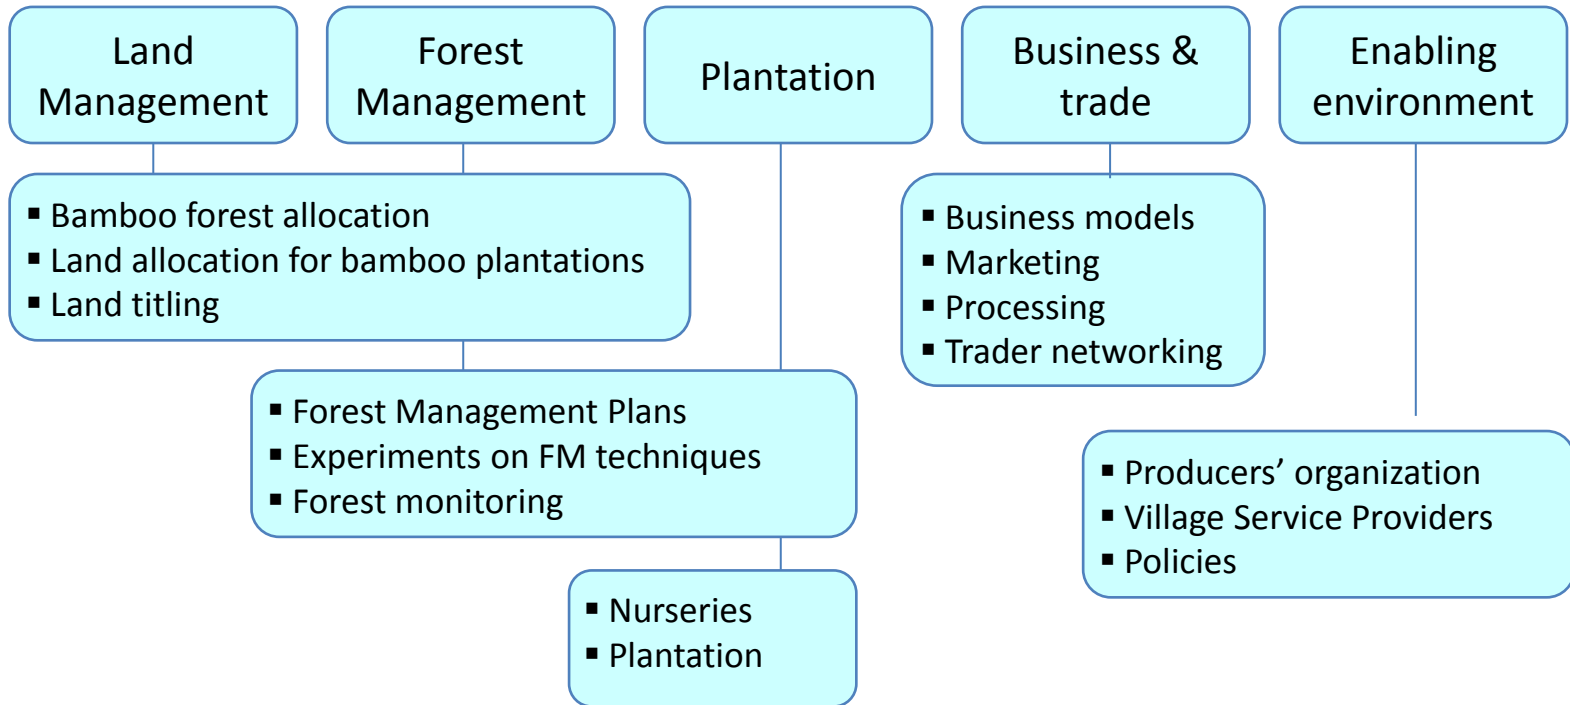 Land
Management
Forest
Management
Plantation
Business &
trade
Enabling
environment
▪ Bamboo forest allocation
▪ Land allocation for bamboo plantations
▪ Land titling
▪ Business models
▪ Marketing
▪ Processing
▪ Trader networking
▪ Forest Management Plans
▪ Experiments on FM techniques
▪ Forest monitoring
▪ Producers’ organization
▪ Village Service Providers
▪ Policies
▪ Nurseries
▪ Plantation